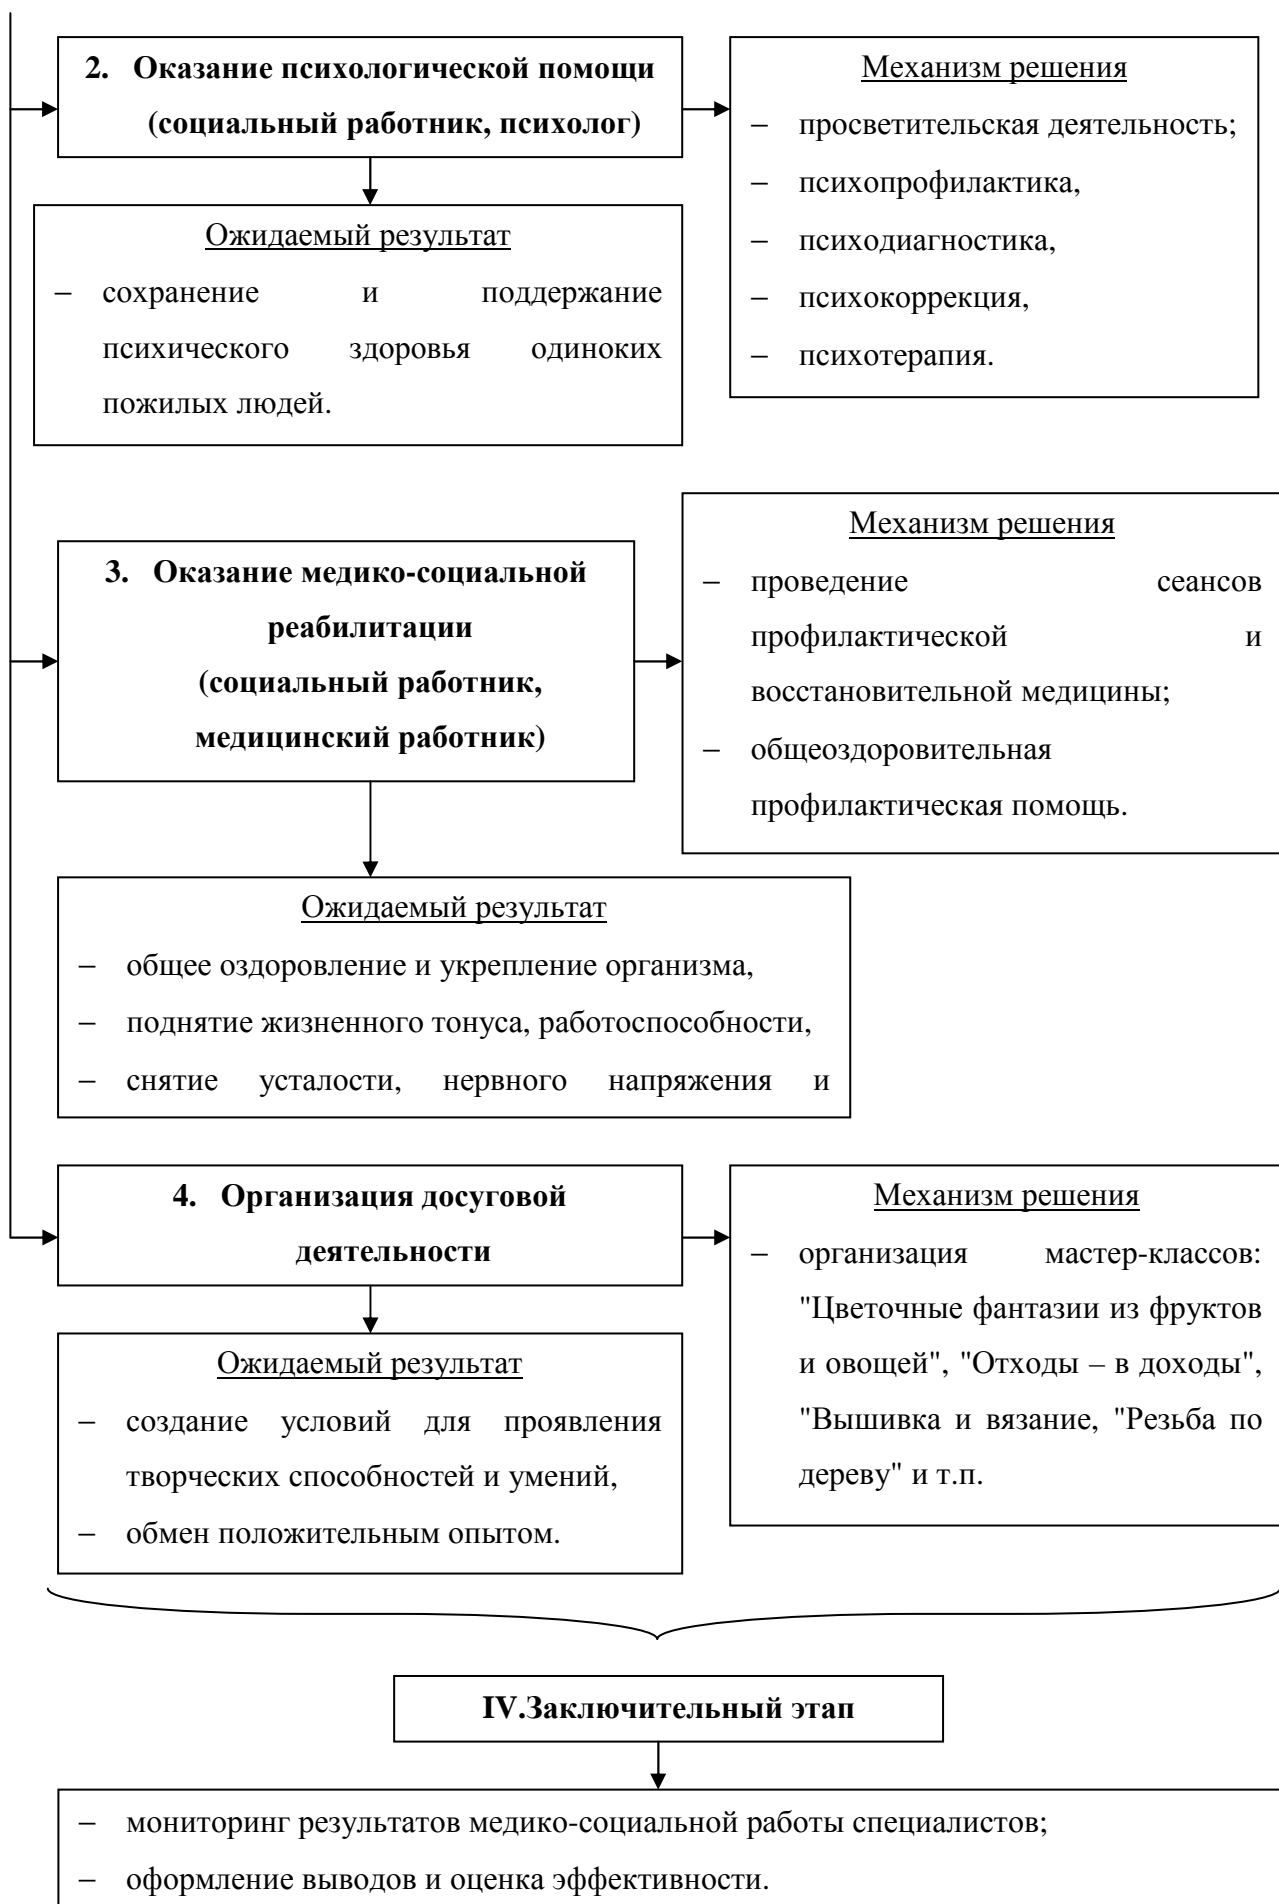 2. Оказание психологической помощи
(социальный работник, психолог)
Механизм решения
– просветительская деятельность;
– психопрофилактика,
– психодиагностика,
– психокоррекция,
– психотерапия.
Ожидаемый результат
– сохранение и поддержание
психического здоровья одиноких
пожилых людей.
3. Оказание медико-социальной
реабилитации
(социальный работник,
медицинский работник)
Механизм решения
– проведение сеансов
профилактической и
восстановительной медицины;
– общеоздоровительная
профилактическая помощь.
Ожидаемый результат
– общее оздоровление и укрепление организма,
– поднятие жизненного тонуса, работоспособности,
– снятие усталости, нервного напряжения и
4. Организация досуговой
деятельности
Механизм решения
– организация мастер-классов:
"Цветочные фантазии из фруктов
и овощей", "Отходы – в доходы",
"Вышивка и вязание, "Резьба по
дереву" и т.п.
Ожидаемый результат
– создание условий для проявления
творческих способностей и умений,
– обмен положительным опытом.
IV.Заключительный этап
– мониторинг результатов медико-социальной работы специалистов;
– оформление выводов и оценка эффективности.